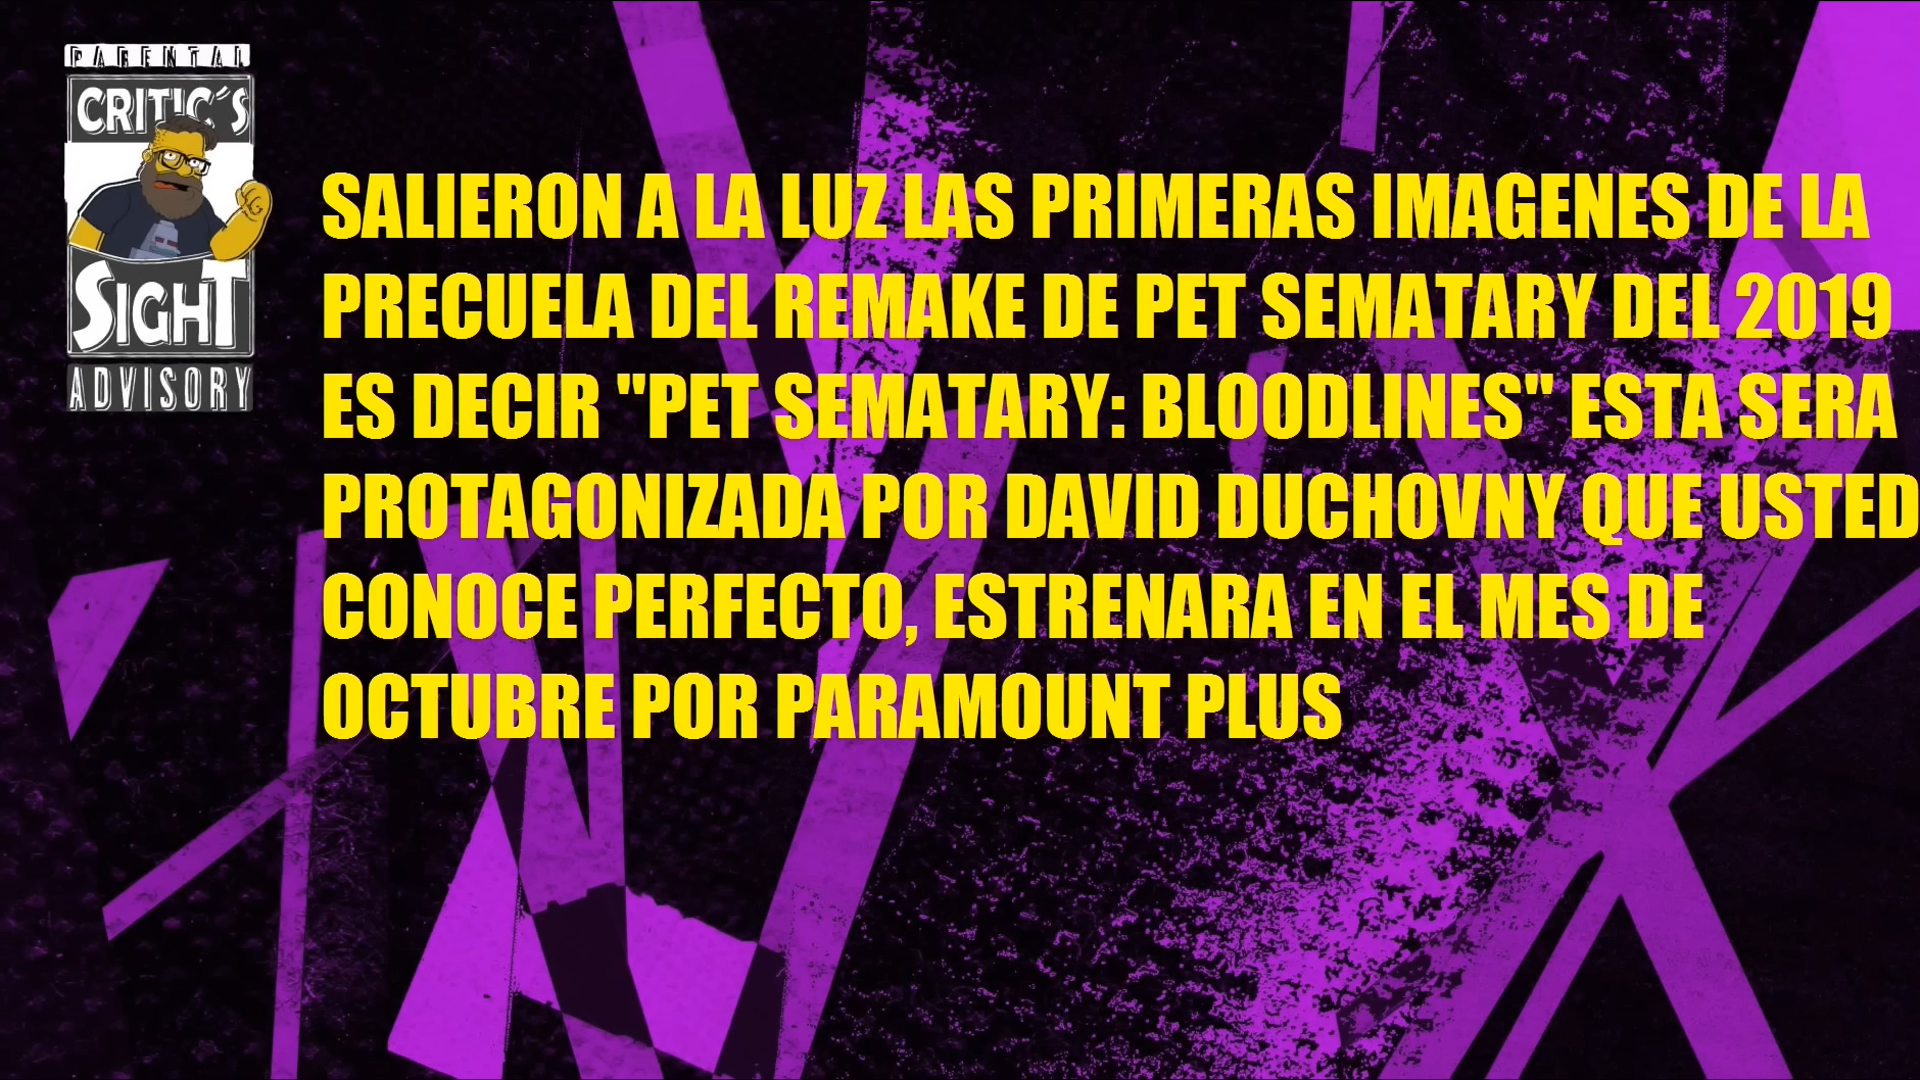 PARENTAL
CRITIC´S
SIGHT
ADVISORY
SALIERON A LA LUZ LAS PRIMERAS IMAGENES DE LA
PRECUELA DEL REMAKE DE PET SEMATARY DEL 2019
ES DECIR "PET SEMATARY: BLOODLINES" ESTA SERA
PROTAGONIZADA POR DAVID DUCHOVNY QUE USTED
CONOCE PERFECTO, ESTRENARA EN EL MES DE
OCTUBRE POR PARAMOUNT PLUS